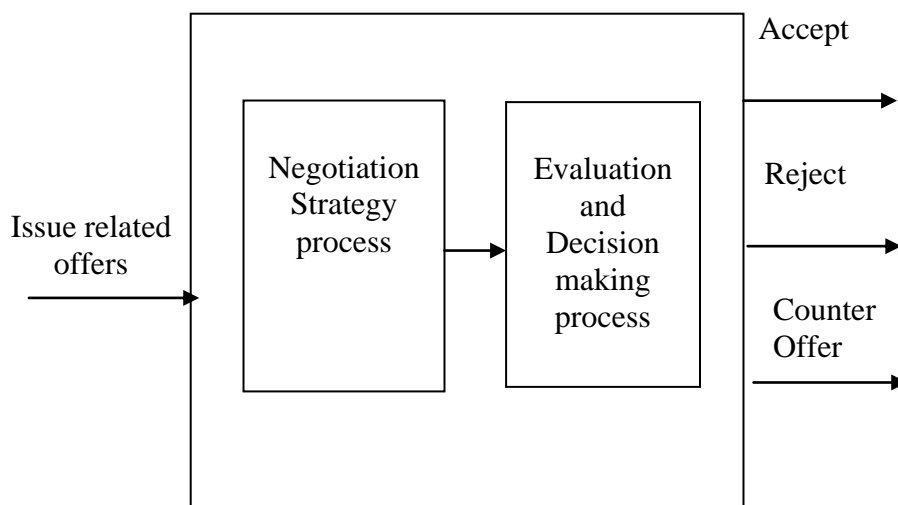 Issue related
offers
Negotiation
Strategy
process
Evaluation
and
Decision
making
process
Accept
Reject
Counter
Offer